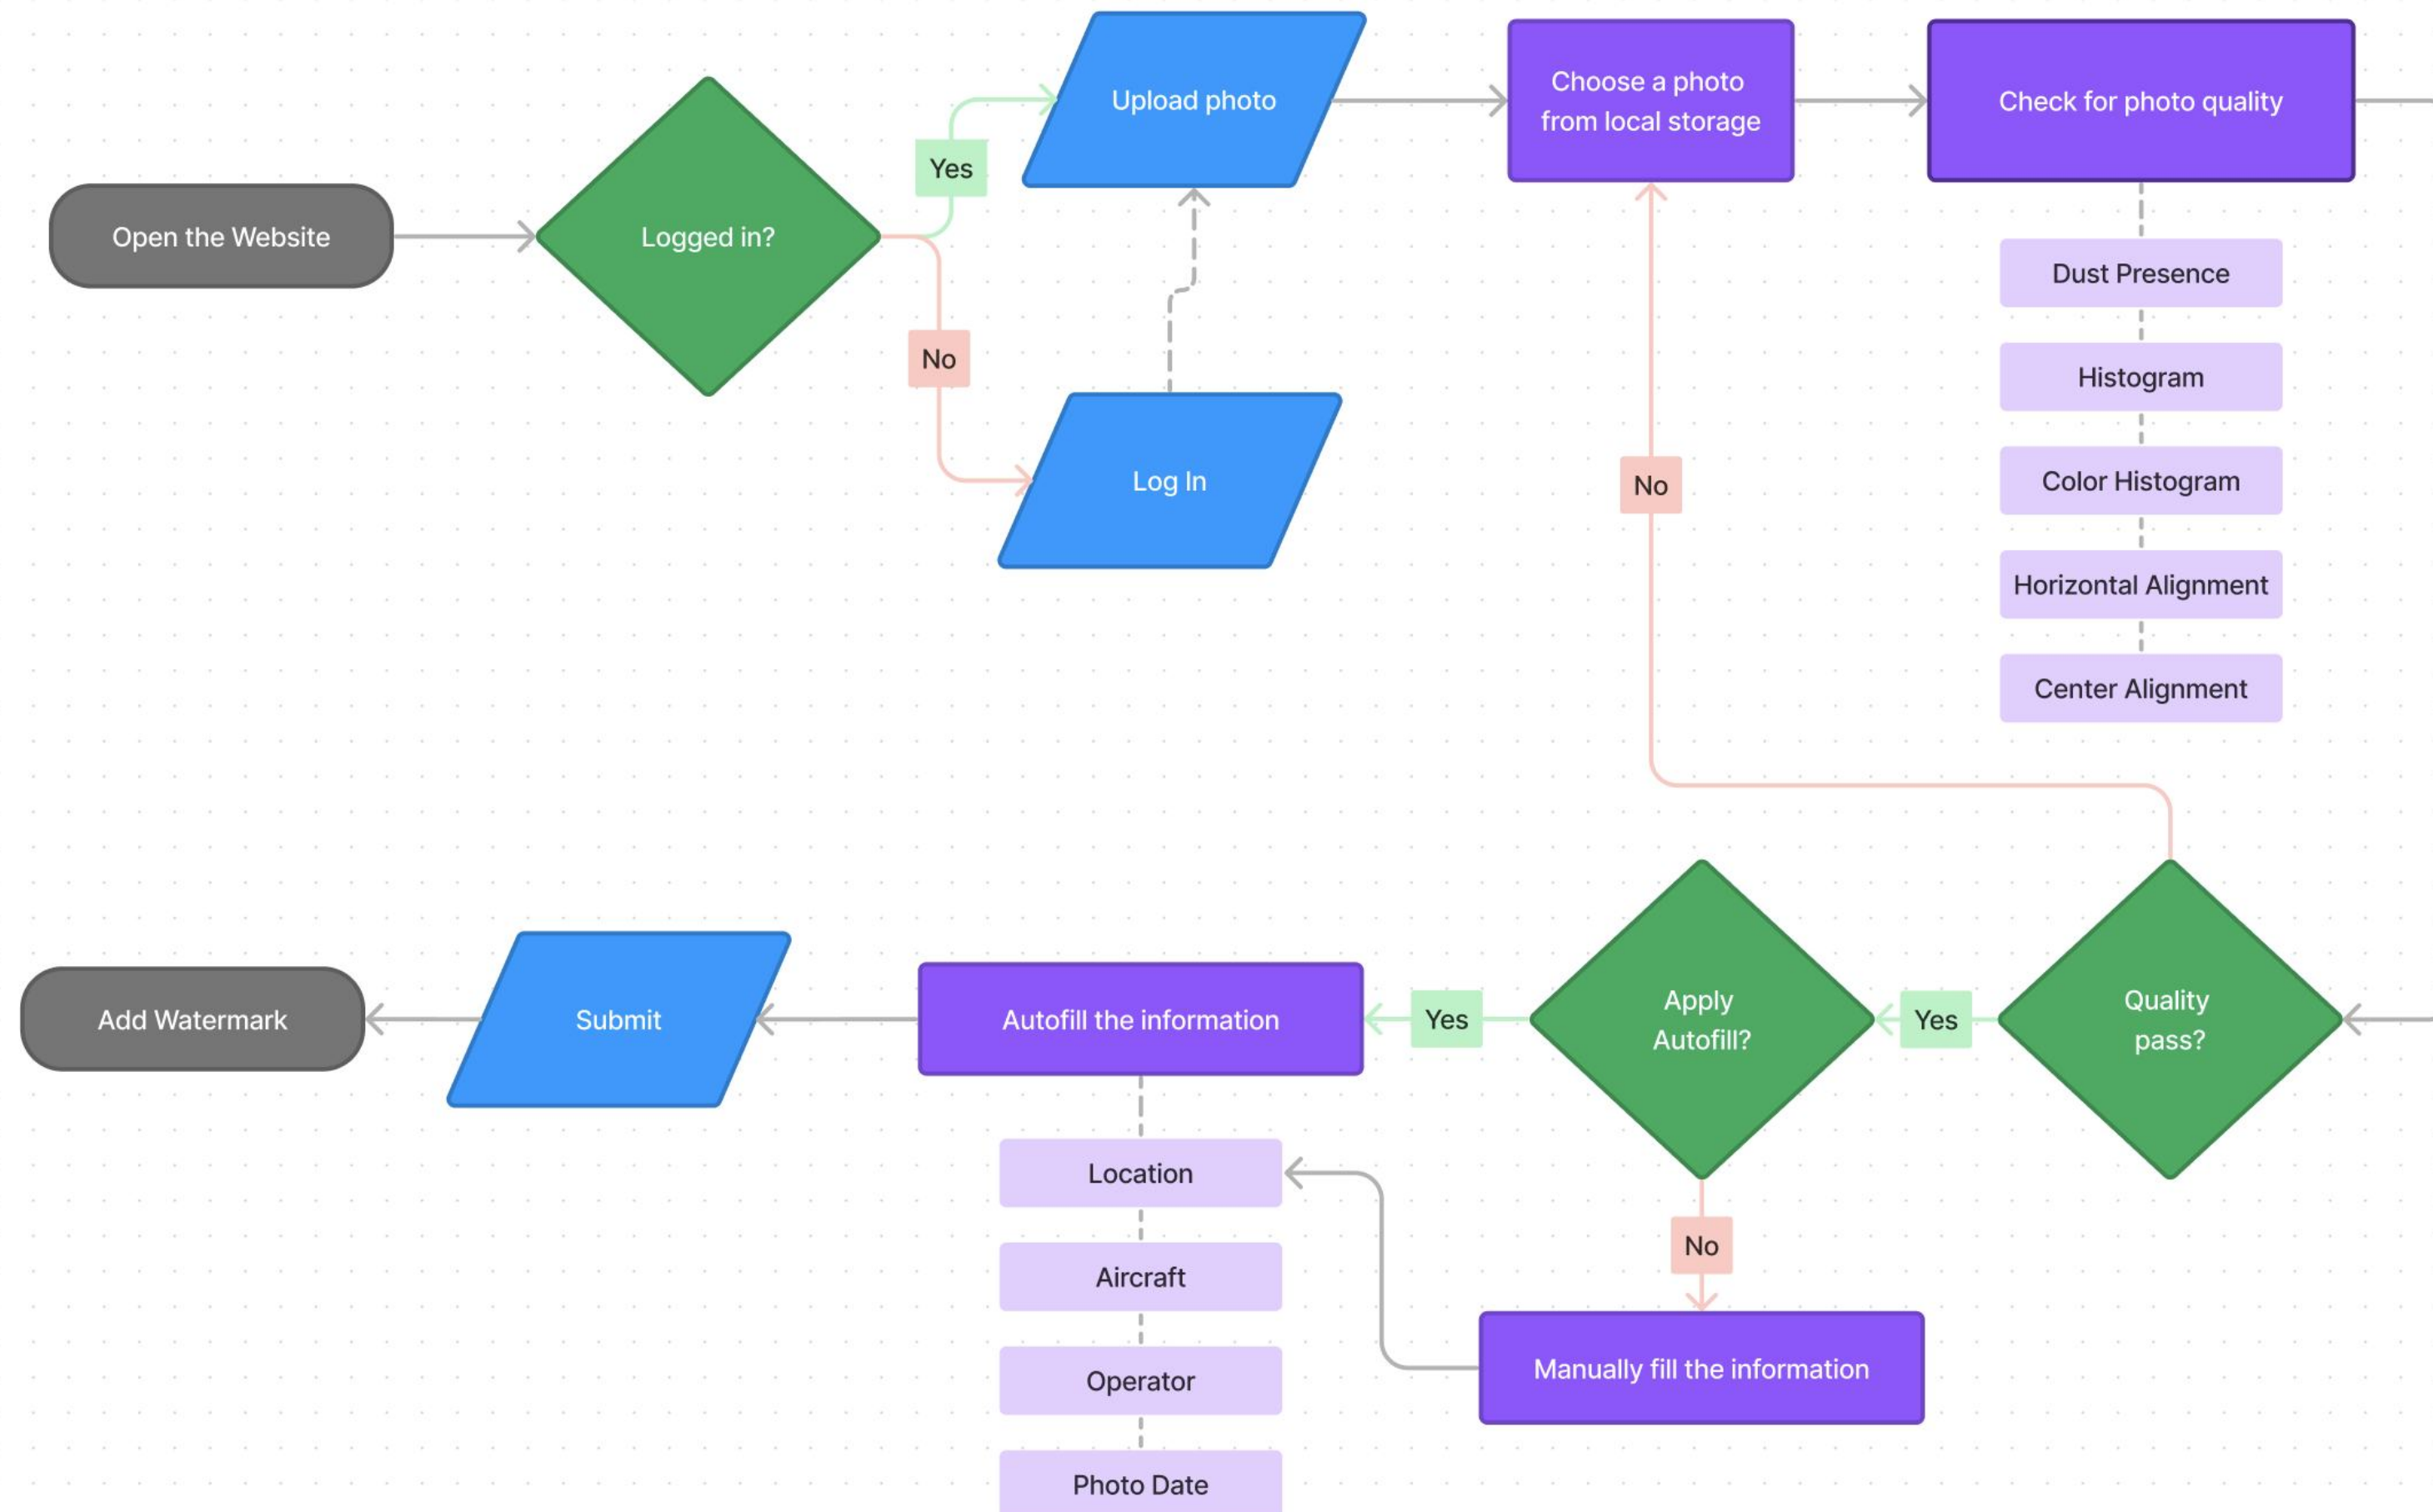 Open the Website
Logged in?
Yes
No
Upload photo
Log In
Choose a photo
from local storage
Check for photo quality
Dust Presence
Histogram
Color Histogram
Horizontal Alignment
Center Alignment
No
Quality
pass?
Yes
Apply
Autofill?
Yes
No
Manually fill the information
Autofill the information
Location
Aircraft
Operator
Photo Date
Submit
Add Watermark